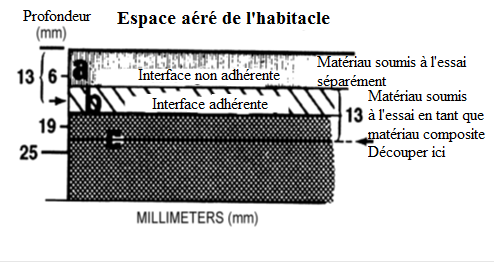 Profondeur
(mm)
Espace aéré de l'habitacle
Matériau soumis à l'essai
séparément
a
13
6
Interface non adhérente
b
Interface adhérente
Matériau soumis
à l'essai en tant que
matériau composite
Découper ici
13
19
25
MILLIMETERS (mm)